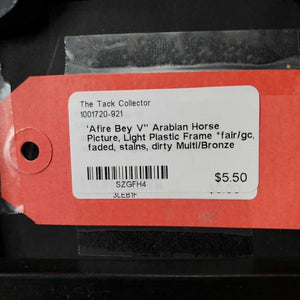 The Tack Collector
1001720-921
"Afire Bey V" Arabian Horse
Picture, Light Plastic Frame *fair/gc,
faded, stains, dirty Multi/Bronze
SZGFH4
$5.50
3LEB1F